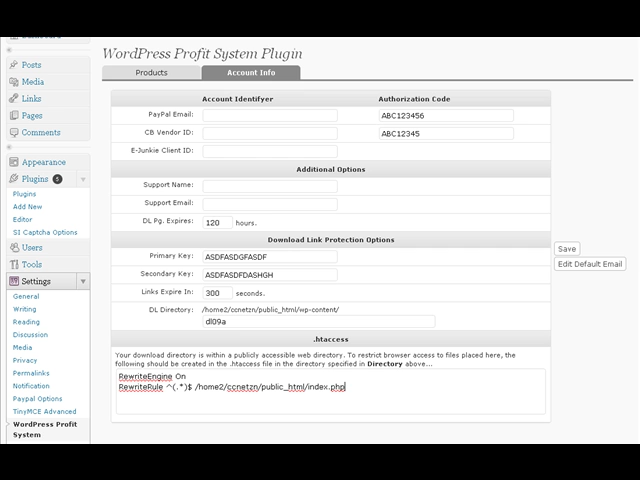 WordPress Profit System Plugin
Posts
Media
Links
Pages
Comments
Appearance
Plugins 5
Plugins
Add New
Editor
SI Captcha Options
Users
Tools
Settings
General
Writing
Reading
Discussion
Media
Privacy
Permalinks
Notification
Paypal Options
TinyMCE Advanced
WordPress Profit
System
Products
Account Info
Account Identifyer Authorization Code
PayPal Email: ABC123456
CB Vendor ID: ABC12345
E-Junkie Client ID:
Additional Options
Support Name:
Support Email:
DL Pg. Expires: 120 hours.
Download Link Protection Options
Primary Key: ASDFASDGFASDF
Secondary Key: ASDFASDFDASHGH
Links Expire In: 300 seconds.
DL Directory: /home2/ccnetzn/public_html/wp-content/
dl09a
.htaccess
Your download directory is within a publicly accessible web directory. To restrict browser access to files placed here, the
following should be created in the .htaccess file in the directory specified in Directory above...
RewriteEngine On
RewriteRule ^(.*)$ /home2/ccnetzn/public_html/index.php
Save
Edit Default Email